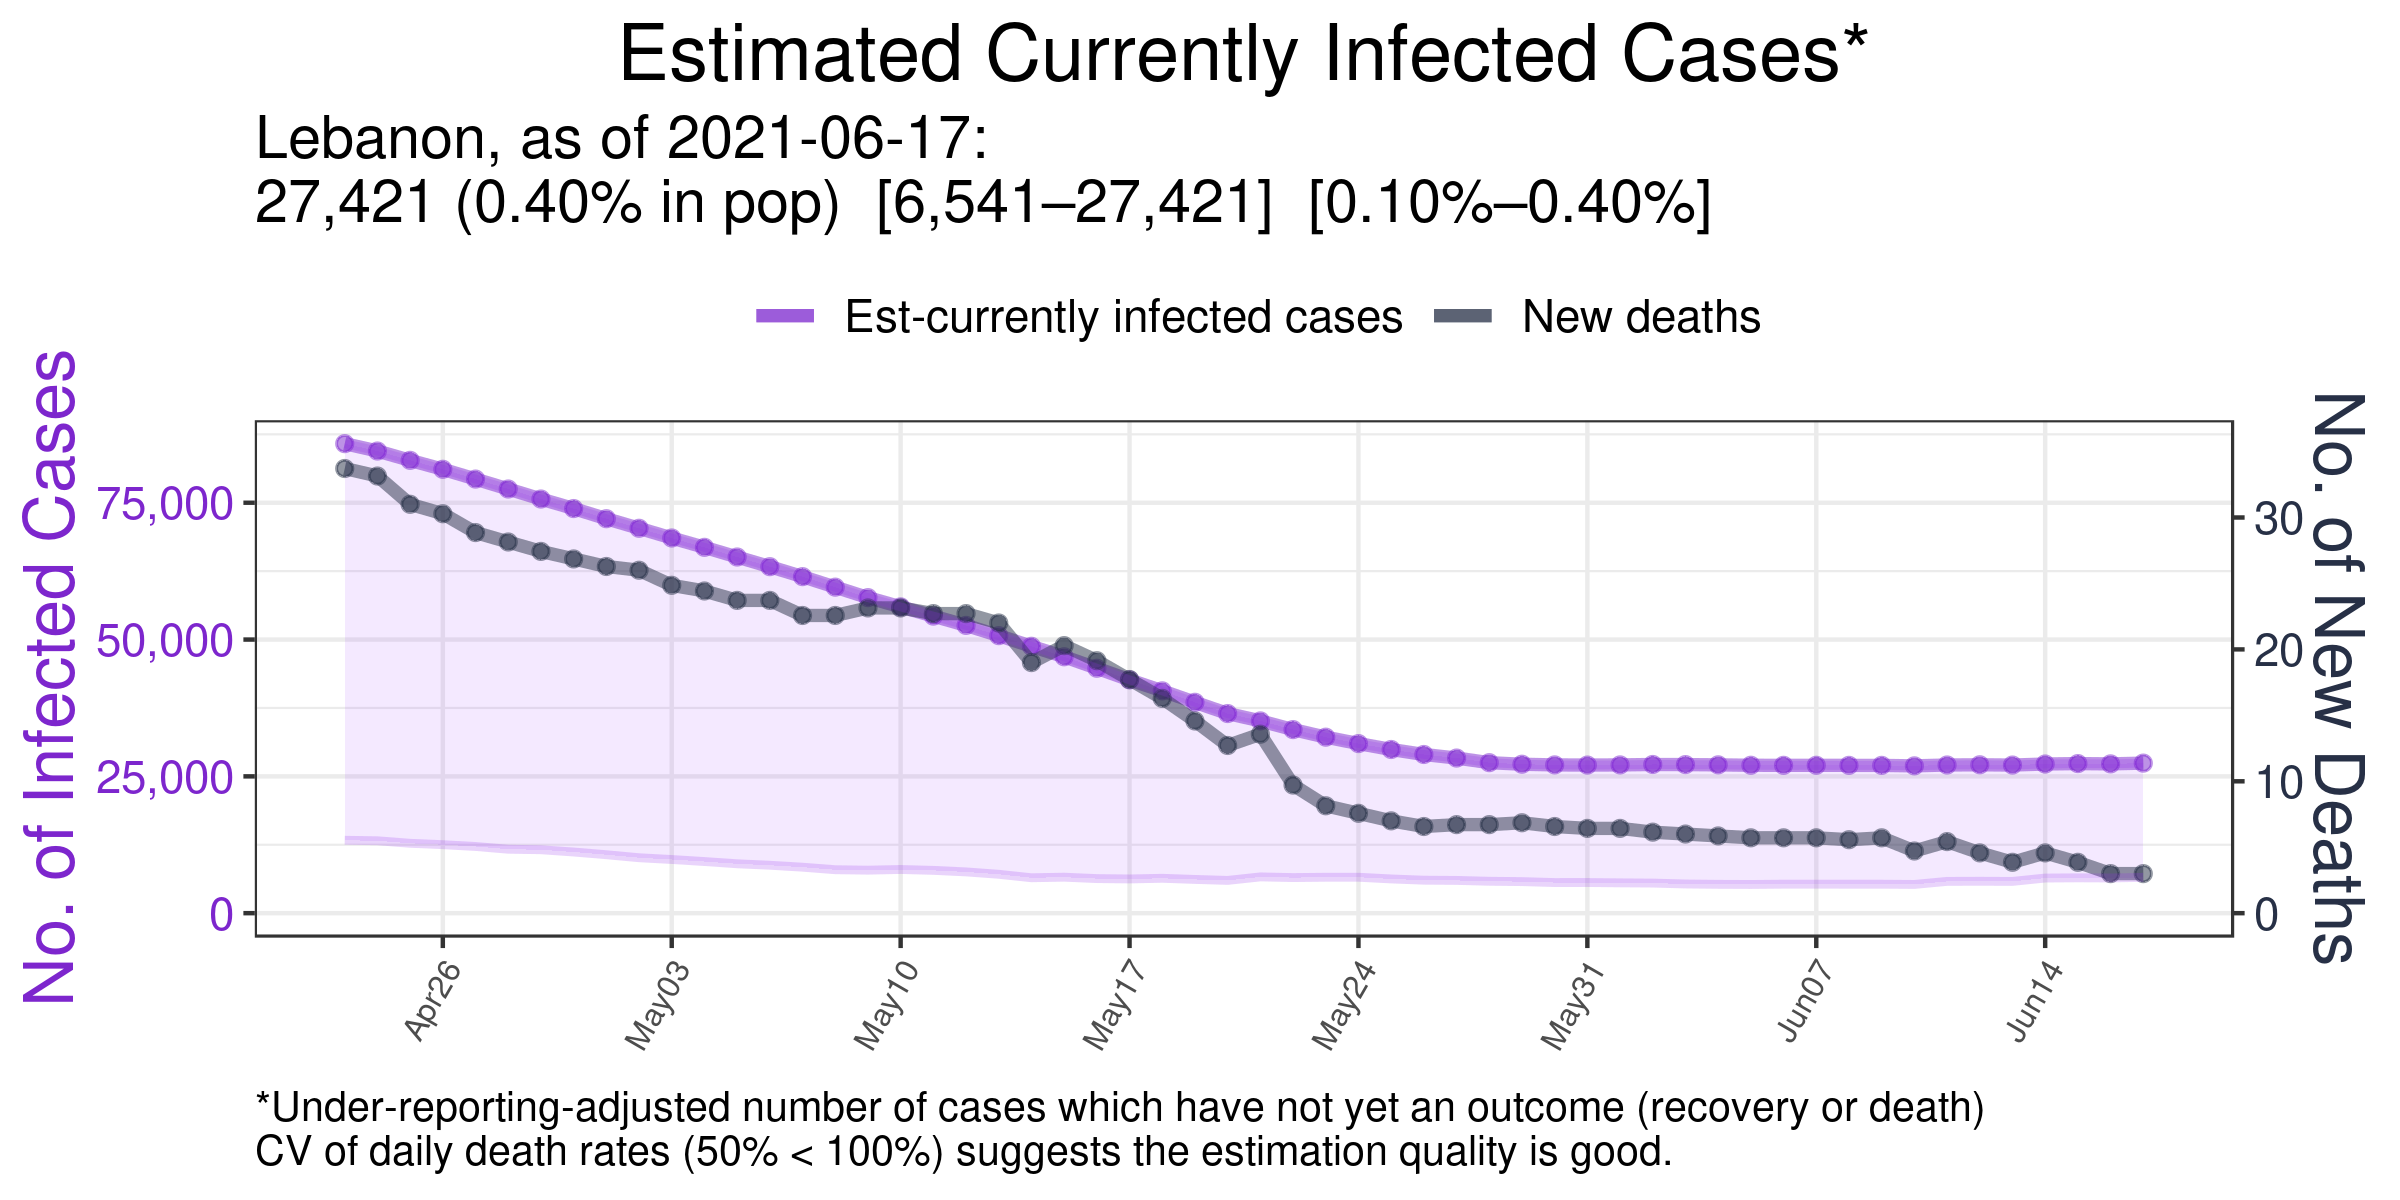 Estimated Currently Infected Cases*
Lebanon, as of 2021-06-17:
27,421 (0.40% in pop)  [6,541–27,421]  [0.10%–0.40%]
Est-currently infected cases
New deaths
No. of Infected Cases
75,000
50,000
25,000
0
30
20
10
0
No. of New Deaths
Apr26
May03
May10
May17
May24
May31
Jun07
Jun14
*Under-reporting-adjusted number of cases which have not yet an outcome (recovery or death)
CV of daily death rates (50% < 100%) suggests the estimation quality is good.